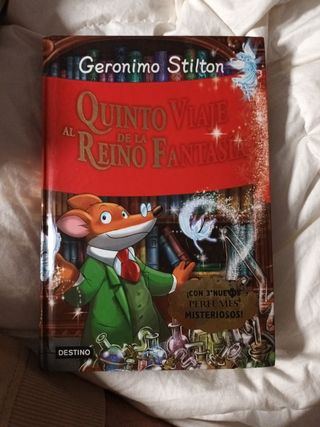 Geronimo Stilton
QUINTO VIAJE
AL REINO DE LA FANTASÍA
¡CON 3 NUEVOS
PERFUMES
MISTERIOSOS!
DESTINO